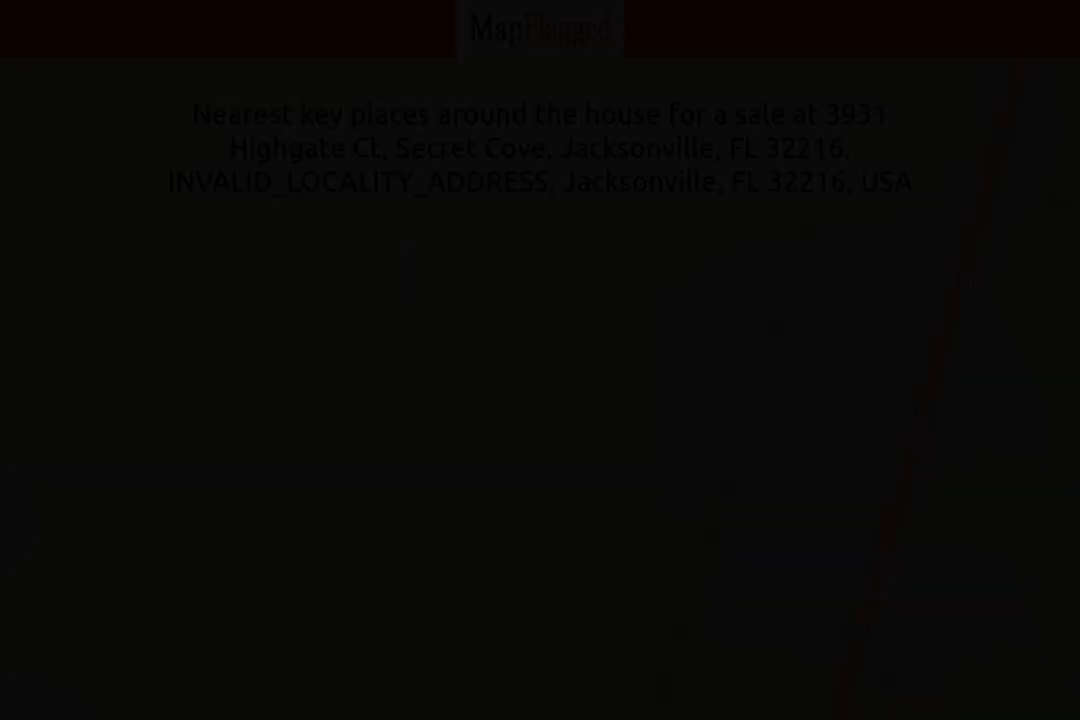 MapFlagged
Nearest key places around the house for a sale at 3931
Highgate Ct, Secret Cove, Jacksonville, FL 32216,
INVALID_LOCALITY_ADDRESS, Jacksonville, FL 32216, USA